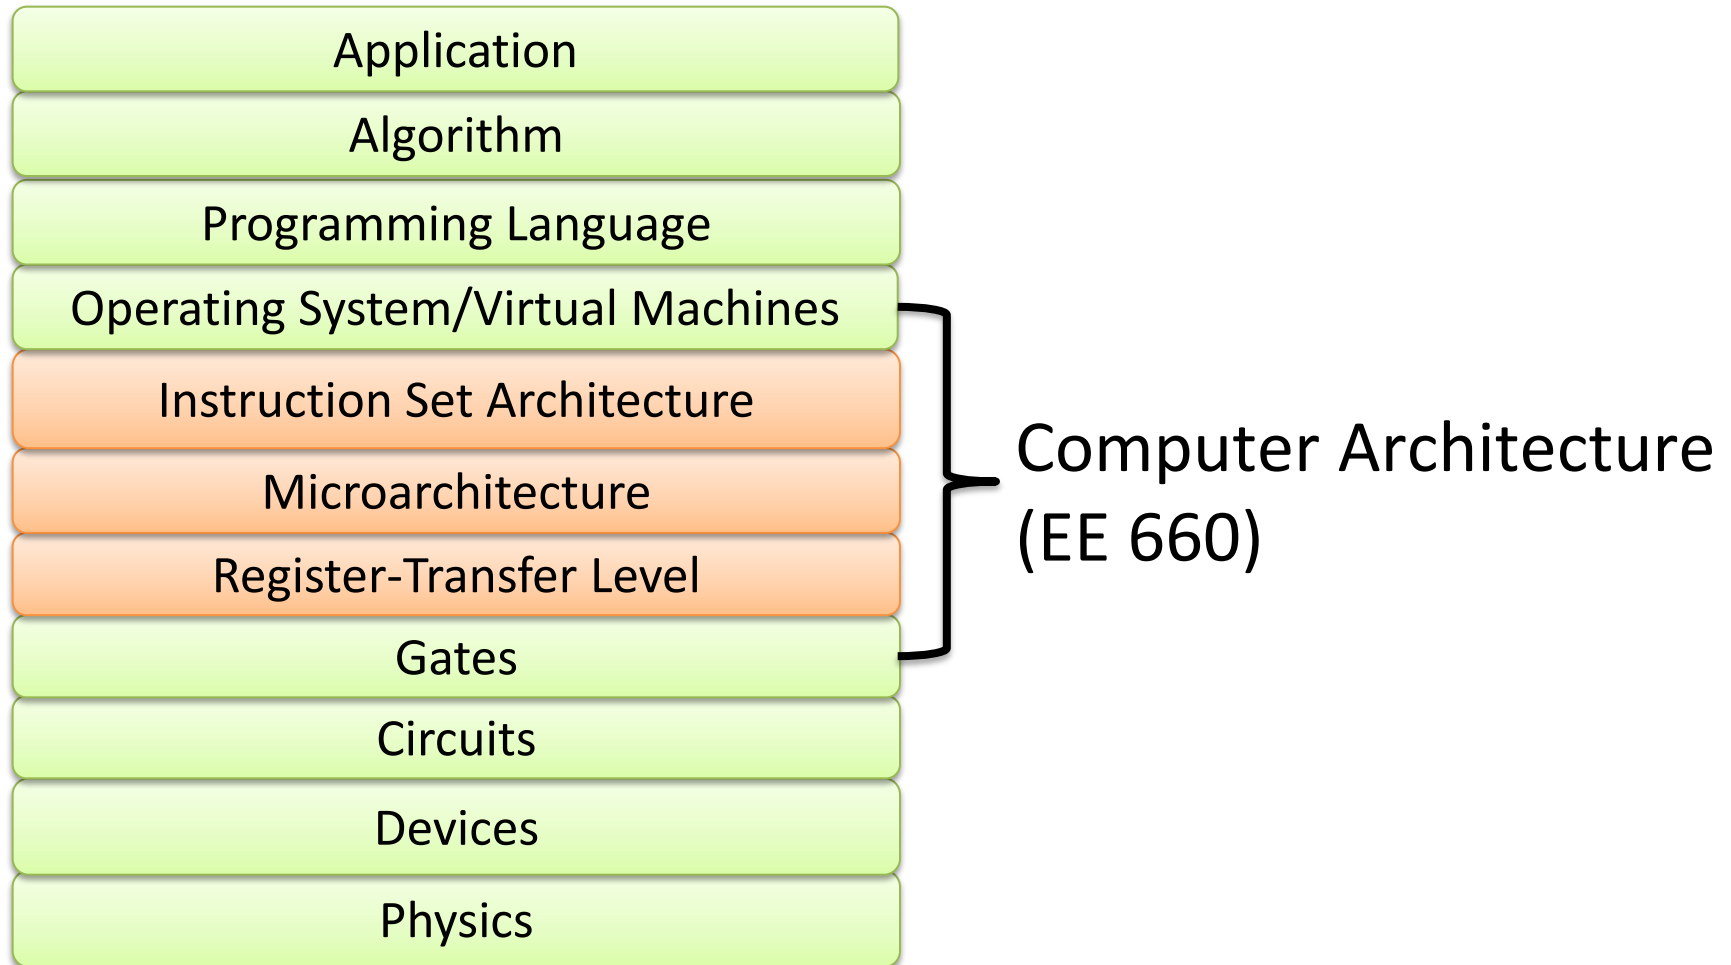 Application
Algorithm
Programming Language
Operating System/Virtual Machines
Instruction Set Architecture
Microarchitecture
Register-Transfer Level
Gates
Circuits
Devices
Physics
Computer Architecture
(EE 660)